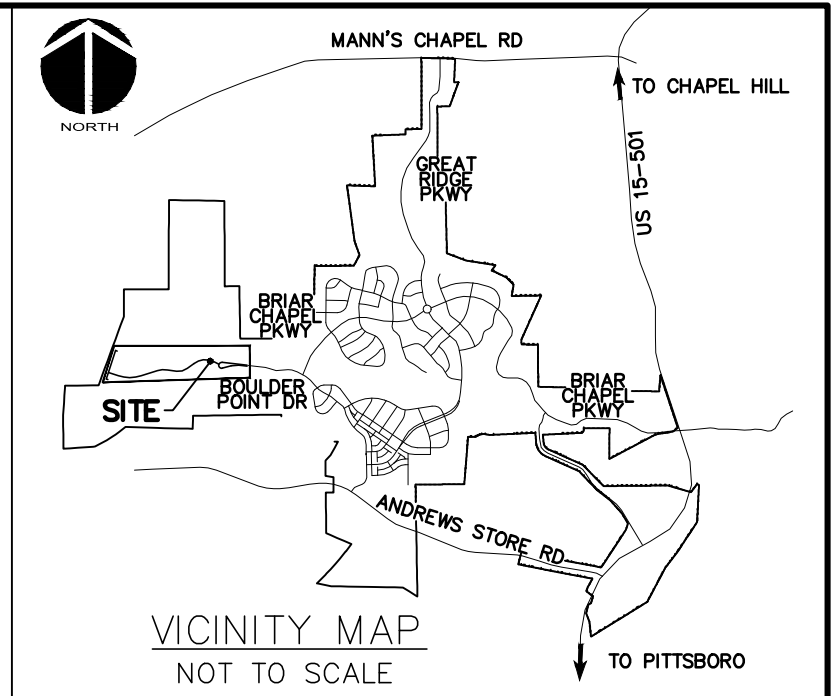 MANN'S CHAPEL RD
TO CHAPEL HILL
NORTH
GREAT
RIDGE
PKWY
US 15-501
BRIAR
CHAPEL
PKWY
BOULDER
POINT DR
SITE
BRIAR
CHAPEL
PKWY
ANDREWS STORE RD
VICINITY MAP
NOT TO SCALE
TO PITTSBORO